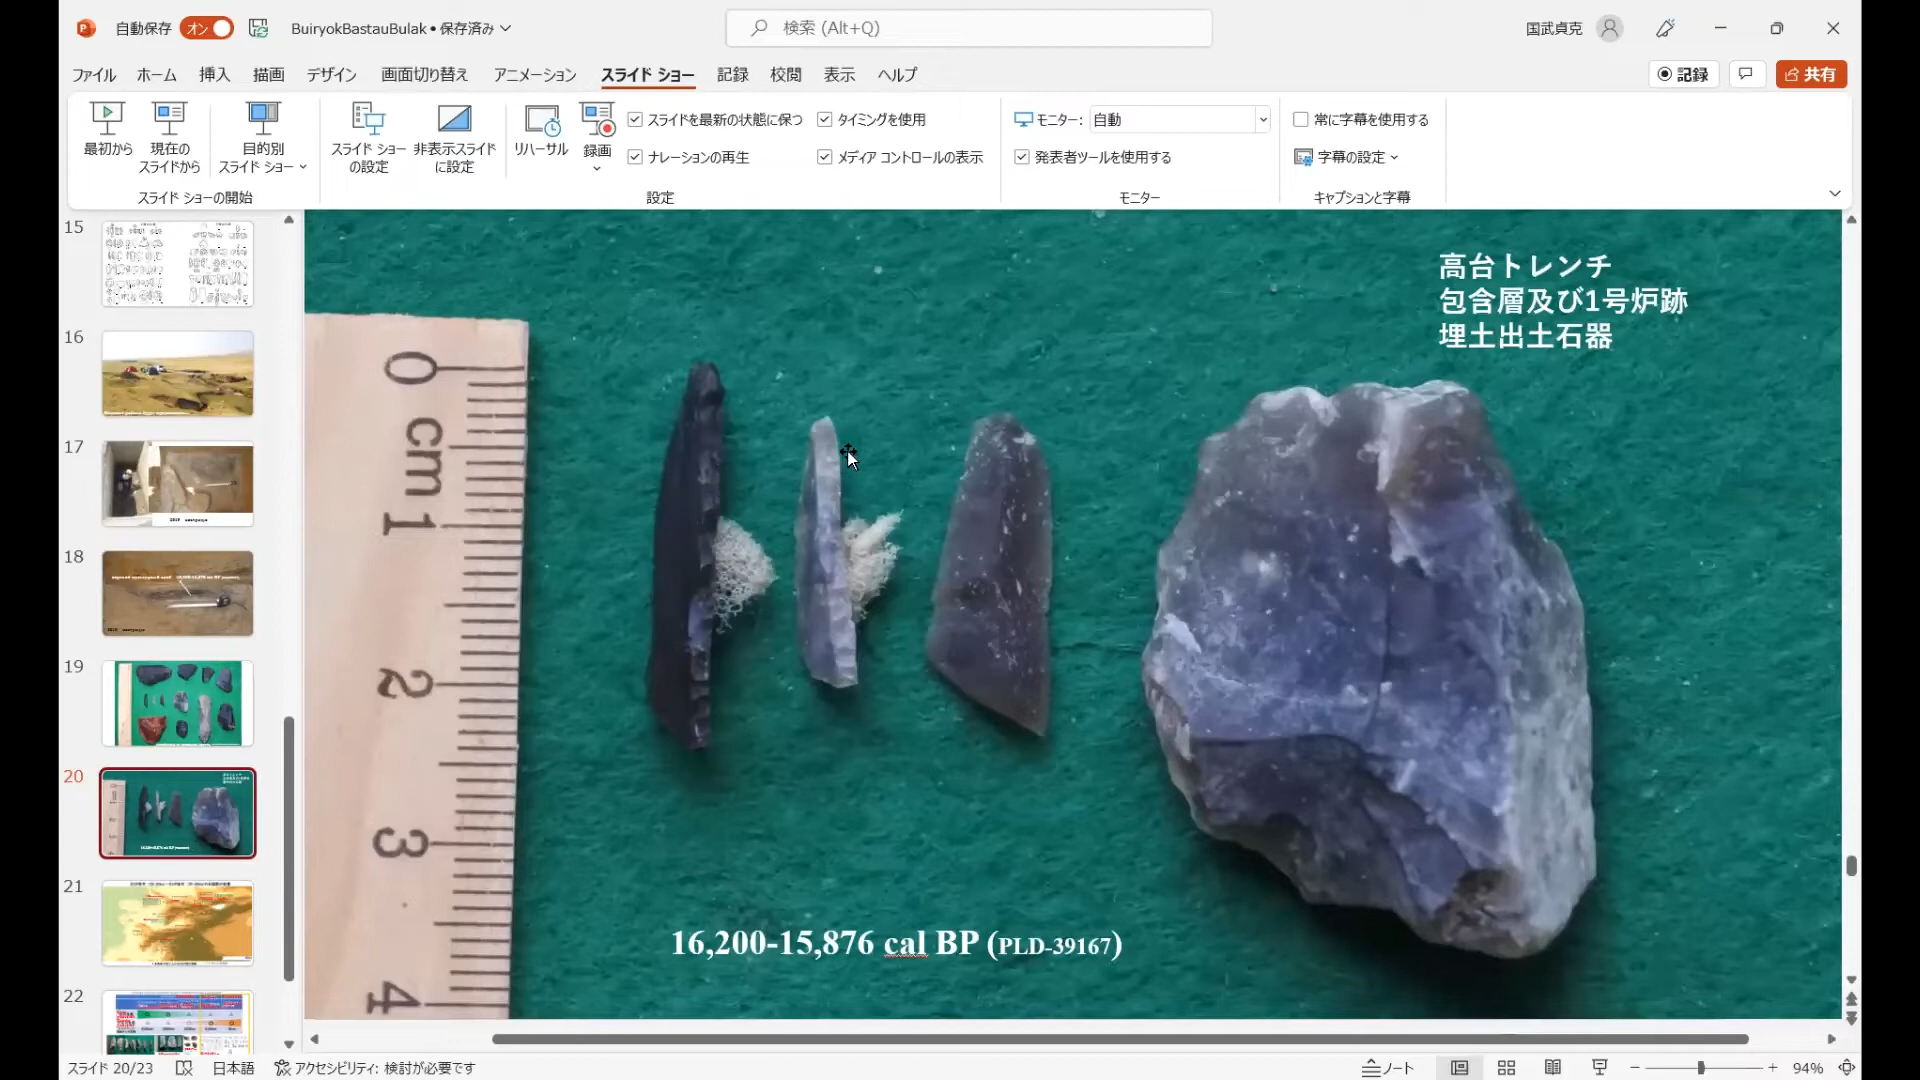 自動保存 オン BuiryokBastauBulak • 保存済み 検索 (Alt+Q) 国武貞克
ファイル ホーム 挿入 描画 デザイン 画面切り替え アニメーション スライド ショー 記録 校閲 表示 ヘルプ 記録 共有
最初から 現在の スライドから 目的別 スライド ショー スライド ショー の設定 非表示スライド に設定 リハーサル 録画
スライドを最新の状態に保つ タイミングを使用
ナレーションの再生 メディア コントロールの表示
モニター: 自動
発表者ツールを使用する
常に字幕を使用する
字幕の設定
スライド ショーの開始 設定 モニター キャプションと字幕
15
16
17
18
19
20
21
22
高台トレンチ
包含層及び1号炉跡
埋土出土石器
0 cm 1 2 3 4
16,200-15,876 cal BP (PLD-39167)
スライド 20/23 日本語 アクセシビリティ: 検討が必要です ノート 94%